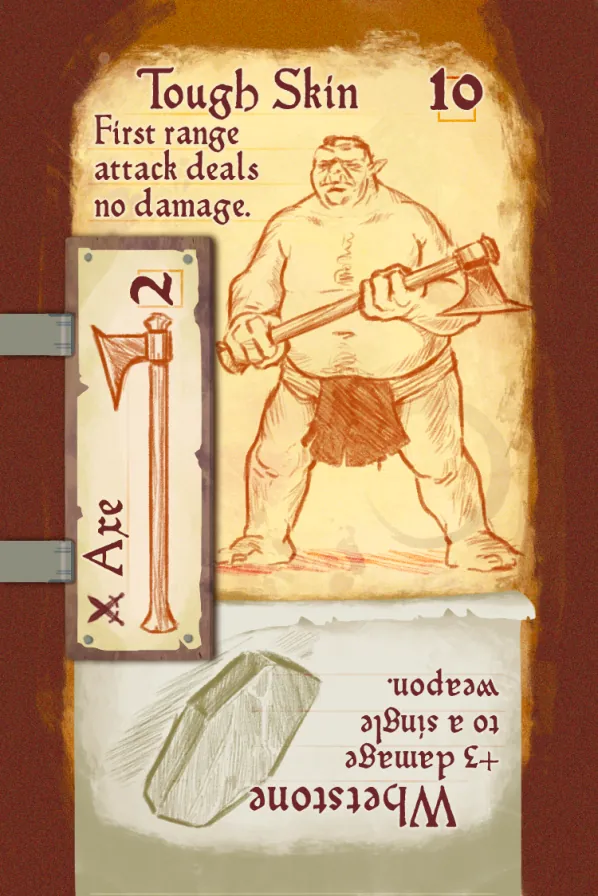 Tough Skin
10
First range
attack deals
no damage.
2
Axe
Whetstone
+3 damage
to a single
weapon.